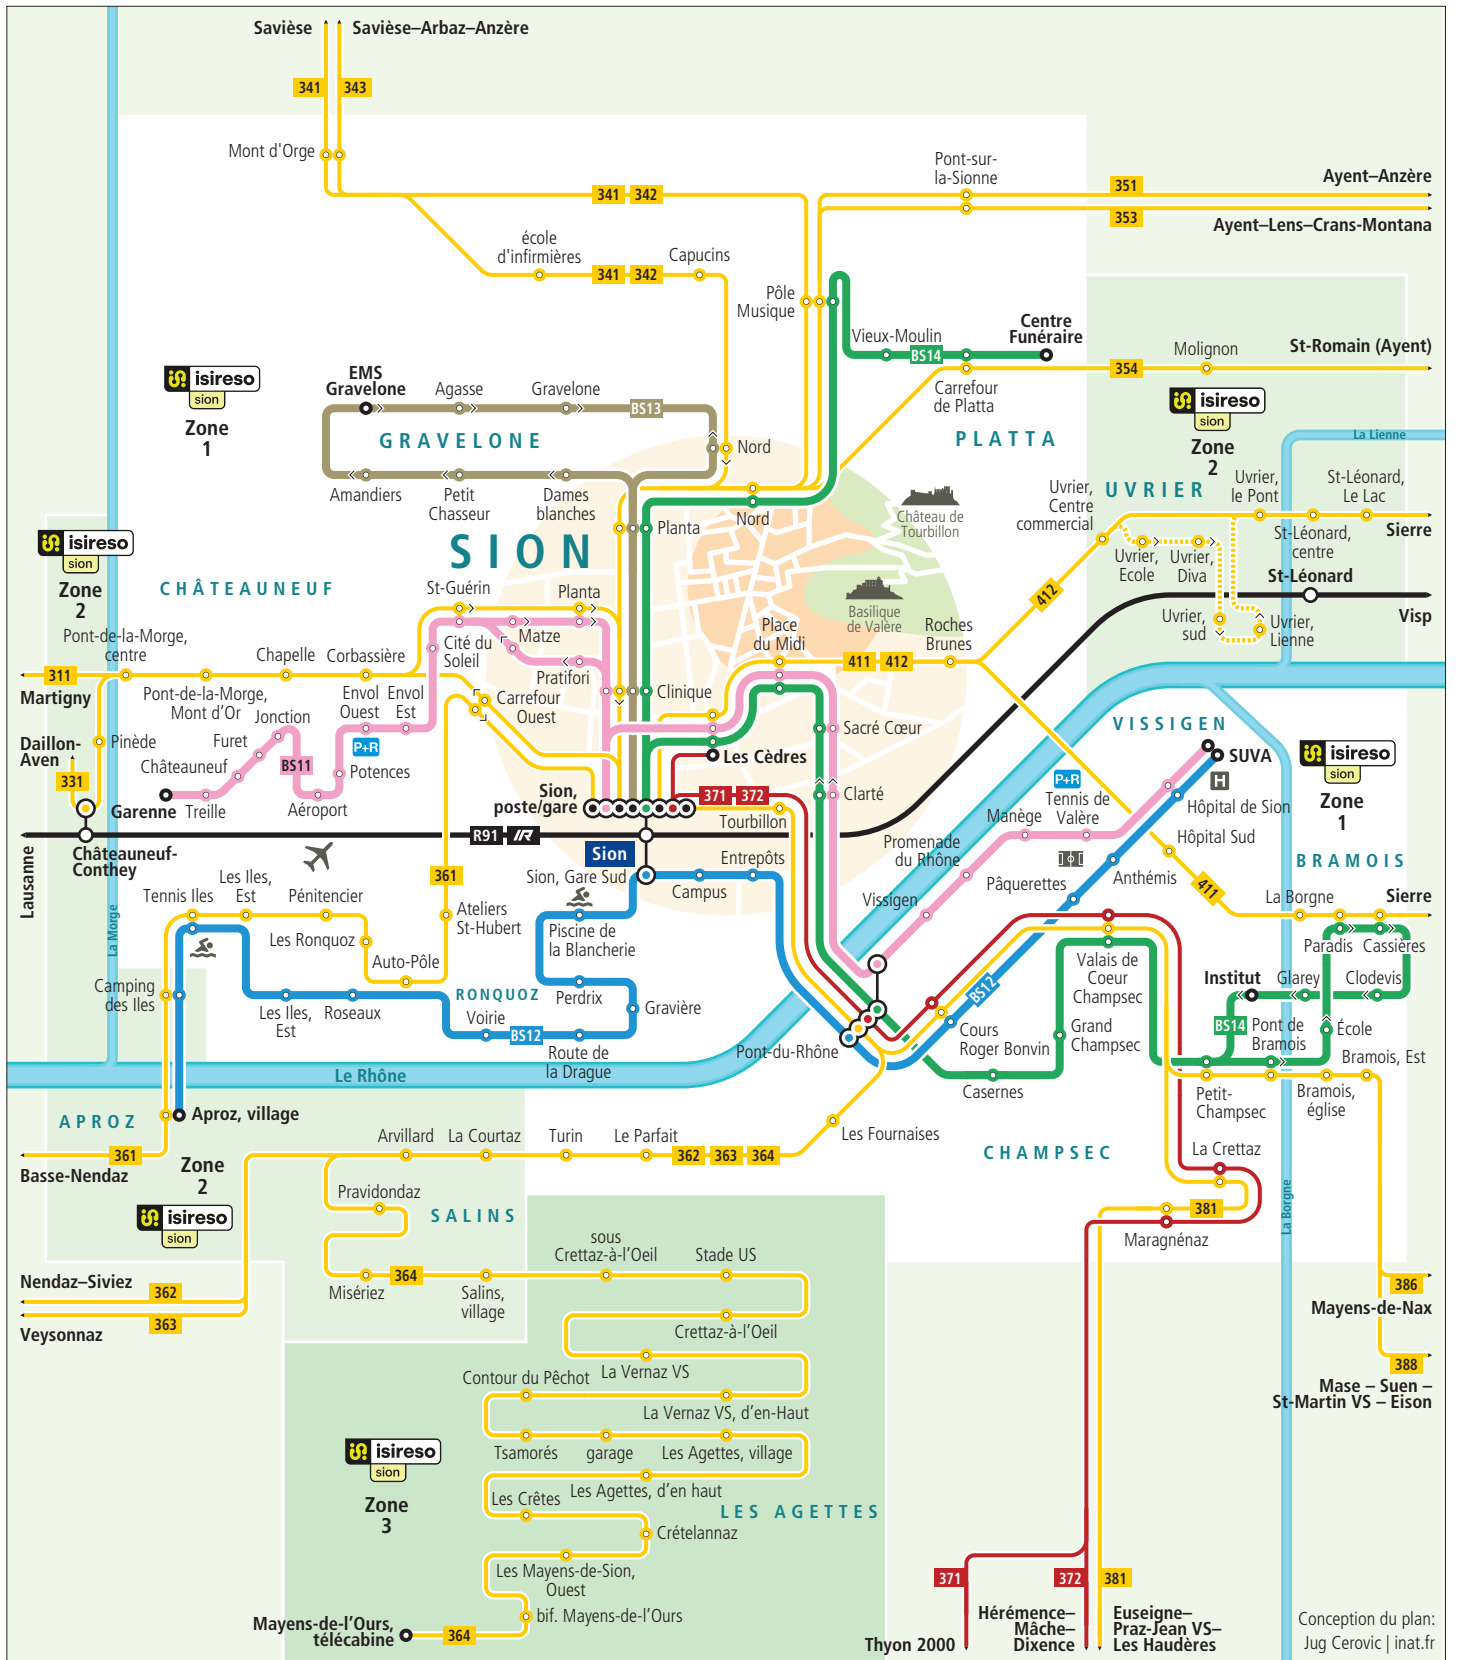 Savièse
Savièse–Arbaz–Anzère
341
343
Mont d'Orge
341
342
Pont-sur-
la-Sionne
351
Ayent–Anzère
353
Ayent–Lens–Crans-Montana
école
d'infirmières
341
342
Capucins
Pôle
Musique
Vieux-Moulin
BS14
Centre
Funéraire
Carrefour
de Platta
354
Molignon
St-Romain (Ayent)
isireso
sion
Zone
1
EMS
Gravelone
Agasse
Gravelone
BS13
GRAVELONE
Amandiers
Petit
Chasseur
Dames
blanches
Nord
Nord
Planta
PLATTA
isireso
sion
Zone
2
La Lienne
UVRIER
Uvrier,
Centre
commercial
Uvrier,
le Pont
St-Léonard,
Le Lac
Sierre
St-Léonard,
centre
Uvrier,
Ecole
Uvrier,
Diva
St-Léonard
Visp
Uvrier,
sud
Uvrier,
Lienne
Château de
Tourbillon
Basilique
de Valère
SION
isireso
sion
Zone
2
CHÂTEAUNEUF
St-Guérin
Planta
Cité du
Soleil
Matze
Pratifori
Place
du Midi
Roches
Brunes
411
412
412
Pont-de-la-Morge,
centre
Chapelle
Corbassière
311
Martigny
Pont-de-la-Morge,
Mont d'Or
Envol
Ouest
Envol
Est
Carrefour
Ouest
Clinique
Jonction
Furet
Châteauneuf
P+R
Potences
BS11
Pinède
Daillon-
Aven
331
Garenne
Treille
Aéroport
Sion,
poste/gare
371
372
Les Cèdres
Sacré Cœur
Clarté
Tourbillon
VISSIGEN
SUVA
P+R
Tennis de
Valère
H
Hôpital de Sion
Manège
Hôpital Sud
isireso
sion
Zone
1
BRAMOIS
Lausanne
Châteauneuf-
Conthey
R91
IR
Sion
Sion, Gare Sud
Entrepôts
Campus
Promenade
du Rhône
Vissigen
Pâquerettes
Anthémis
411
La Borgne
Sierre
Paradis
Cassières
Tennis Iles
Les Iles,
Est
Pénitencier
361
Ateliers
St-Hubert
Les Ronquoz
Auto-Pôle
Piscine de
la Blancherie
Perdrix
Gravière
La Morge
Camping
des Iles
Les Iles,
Est
Roseaux
RONQUOZ
Voirie
BS12
Route de
la Drague
Pont-du-Rhône
BS12
Cours
Roger Bonvin
Valais de
Coeur
Champsec
Grand
Champsec
Institut
Glarey
Clodevis
BS14
Pont de
Bramois
École
Bramois, Est
Casernes
Petit-
Champsec
Bramois,
église
Le Rhône
APROZ
Aproz, village
361
Basse-Nendaz
Zone
2
isireso
sion
Arvillard
La Courtaz
Turin
Le Parfait
362
363
364
Les Fournaises
CHAMPSEC
La Crettaz
381
Maragnénaz
La Borgne
Pravidondaz
SALINS
Misériez
364
Salins,
village
sous
Crettaz-à-l'Oeil
Stade US
Nendaz–Siviez
362
363
Veysonnaz
Crettaz-à-l'Oeil
La Vernaz VS
Contour du Pêchot
La Vernaz VS, d'en-Haut
386
Mayens-de-Nax
388
Mase – Suen –
St-Martin VS – Eison
Tsamorés
garage
Les Agettes, village
isireso
sion
Zone
3
Les Agettes, d'en haut
Les Crêtes
LES AGETTES
Crételannaz
Les Mayens-de-Sion,
Ouest
bif. Mayens-de-l'Ours
Mayens-de-l'Ours,
télécabine
364
371
372
381
Thyon 2000
Hérémence–
Mâche–
Dixence
Euseigne–
Praz-Jean VS–
Les Haudères
Conception du plan:
Jug Cerovic | inat.fr